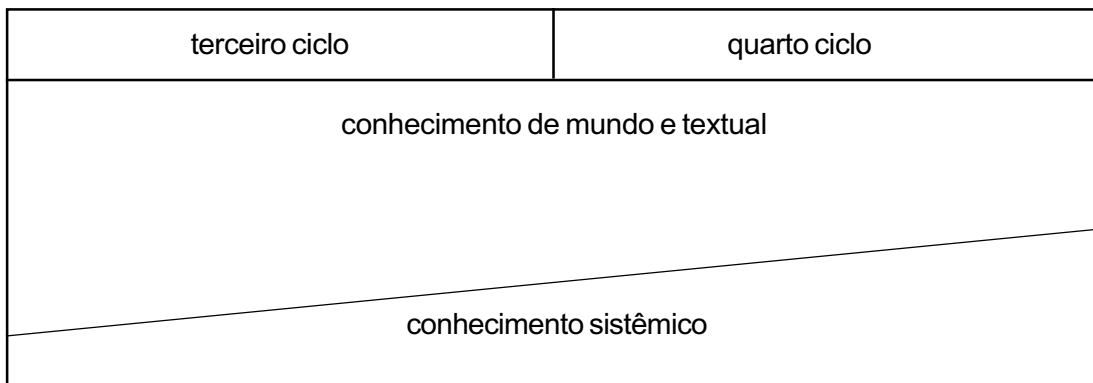 terceiro ciclo
quarto ciclo
conhecimento de mundo e textual
conhecimento sistêmico